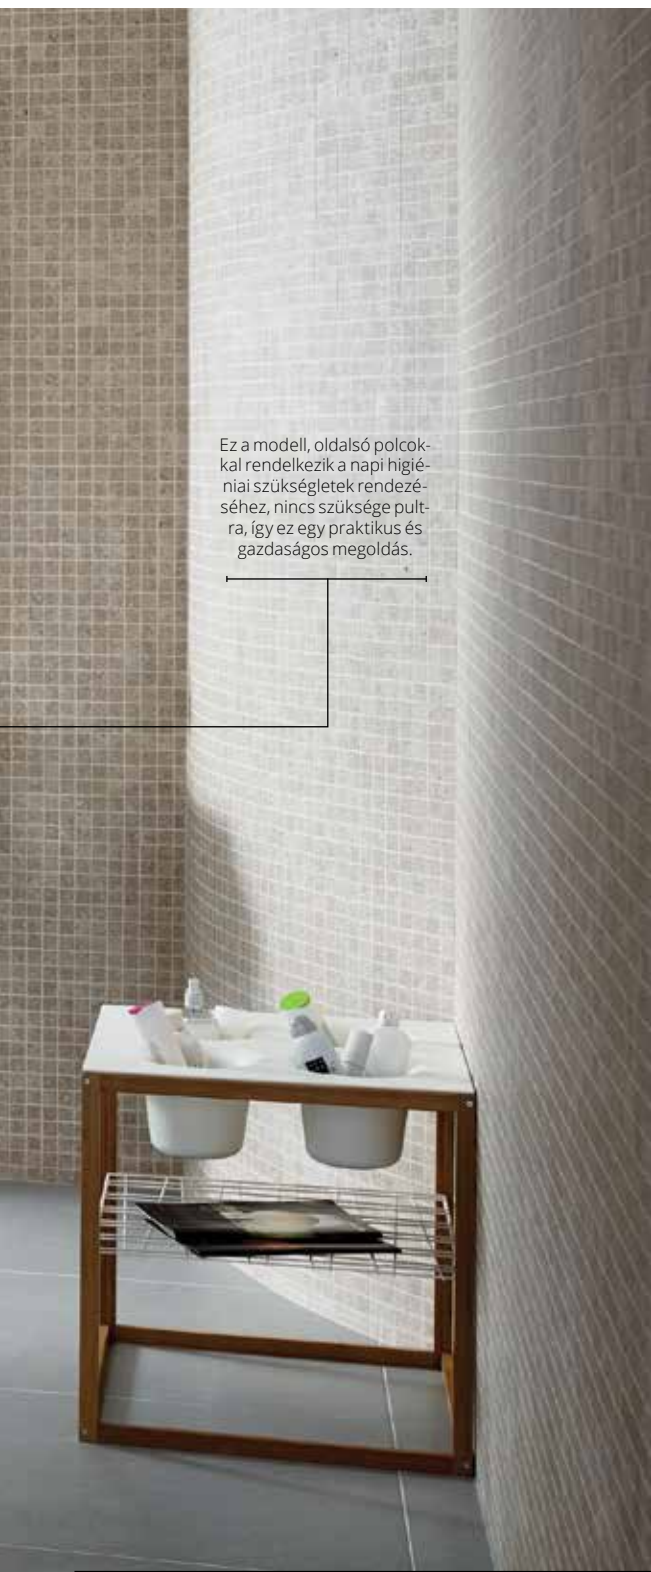 Ez a modell, oldalsó polcok-
kal rendelkezik a napi higié-
niai szükségletek rendezé-
séhez, nincs szüksége pult-
ra, így ez egy praktikus és
gazdaságos megoldás.